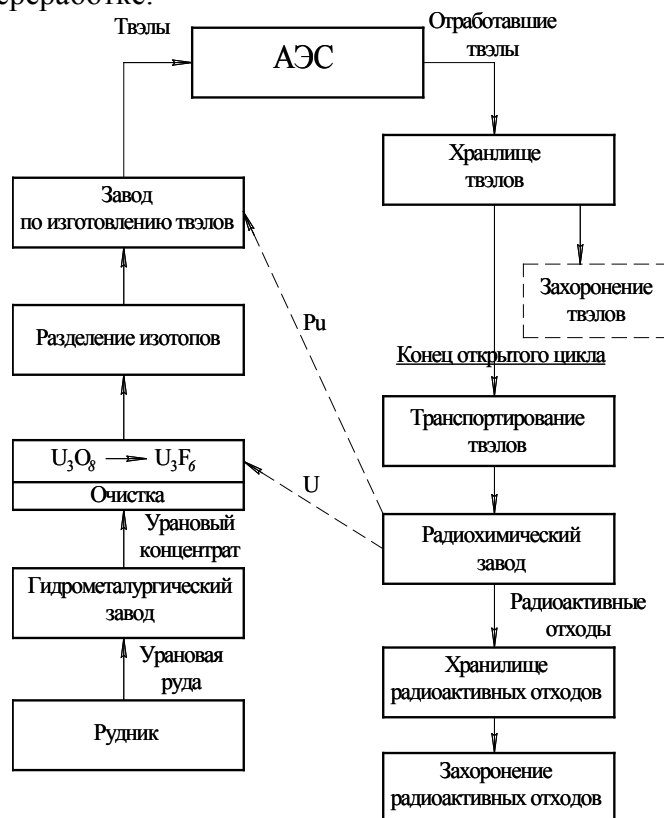 ереработке.
Твэлы
АЭС
Отработавшие
твэлы
Хранлище
твэлов
Завод
по изготовлению твэлов
Захоронение
твэлов
Pu
Разделение изотопов
Конец открытого цикла
Транспортирование
твэлов
U₃O₈ → U₃F₆
Очистка
U
Урановый
концентрат
Радиохимический
завод
Гидрометалургический
завод
Радиоактивные
отходы
Урановая
руда
Хранилище
радиоактивных отходов
Рудник
Захоронение
радиоактивных отходов